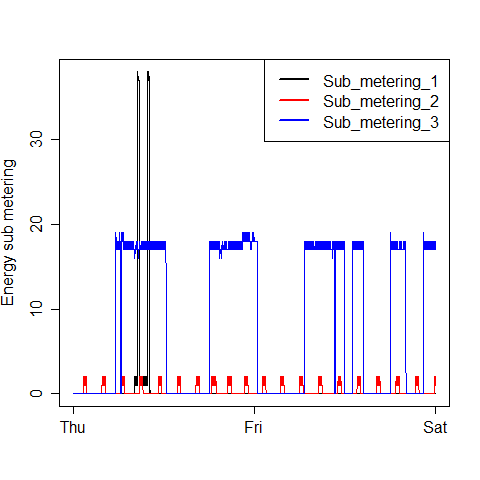 Sub_metering_1
Sub_metering_2
Sub_metering_3
Energy sub metering
30
20
10
0
Thu Fri Sat